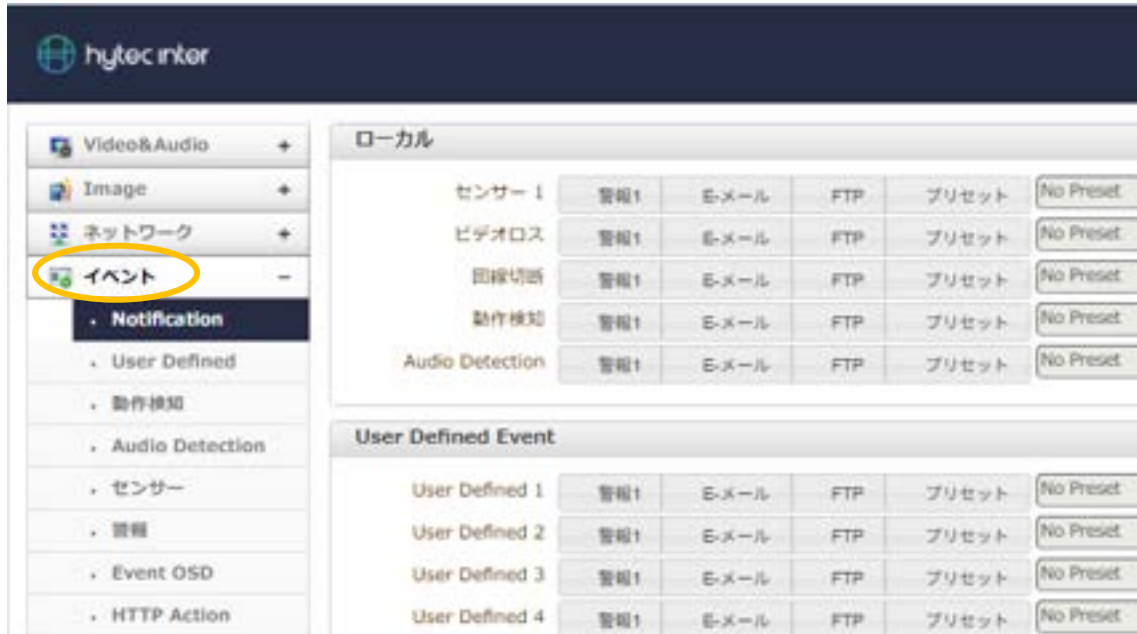 hytec inter
Video&Audio +
Image +
ネットワーク +
イベント −
・ Notification
・ User Defined
・ 動作検知
・ Audio Detection
・ センサー
・ 警報
・ Event OSD
・ HTTP Action
ローカル
センサー 1 警報1 E-メール FTP プリセット No Preset
ビデオロス 警報1 E-メール FTP プリセット No Preset
回線切断 警報1 E-メール FTP プリセット No Preset
動作検知 警報1 E-メール FTP プリセット No Preset
Audio Detection 警報1 E-メール FTP プリセット No Preset
User Defined Event
User Defined 1 警報1 E-メール FTP プリセット No Preset
User Defined 2 警報1 E-メール FTP プリセット No Preset
User Defined 3 警報1 E-メール FTP プリセット No Preset
User Defined 4 警報1 E-メール FTP プリセット No Preset